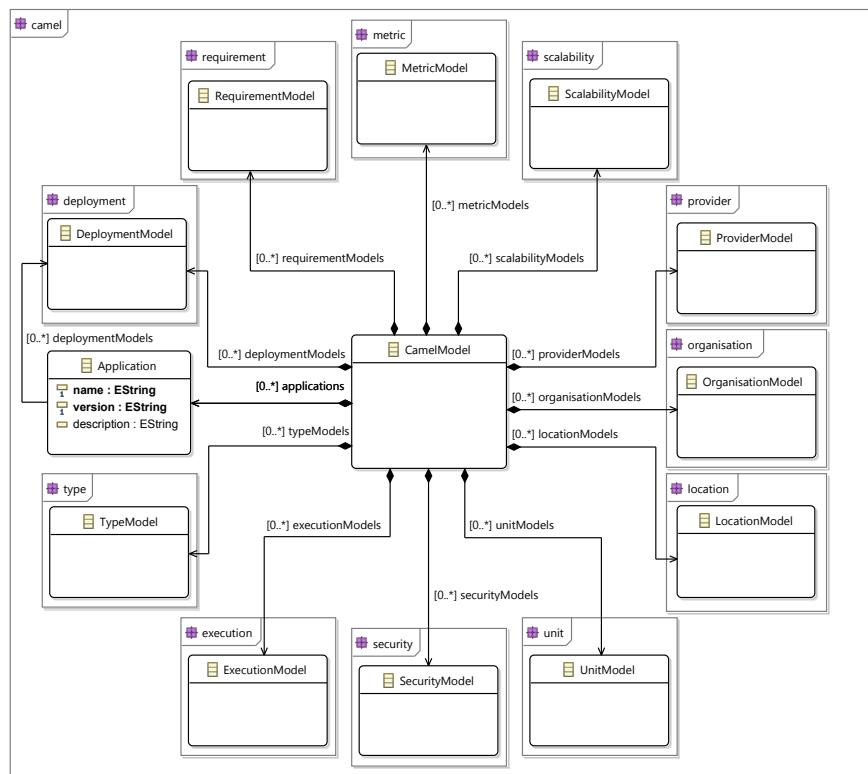 camel
metric
MetricModel
requirement
RequirementModel
scalability
ScalabilityModel
[0..*] metricModels
deployment
DeploymentModel
provider
ProviderModel
[0..*] requirementModels
[0..*] scalabilityModels
[0..*] deploymentModels
[0..*] deploymentModels
CamelModel
[0..*] providerModels
organisation
OrganisationModel
Application
1 name : EString
1 version : EString
description : EString
[0..*] applications
[0..*] organisationModels
[0..*] typeModels
[0..*] locationModels
type
TypeModel
location
LocationModel
[0..*] executionModels
[0..*] unitModels
[0..*] securityModels
execution
ExecutionModel
security
SecurityModel
unit
UnitModel